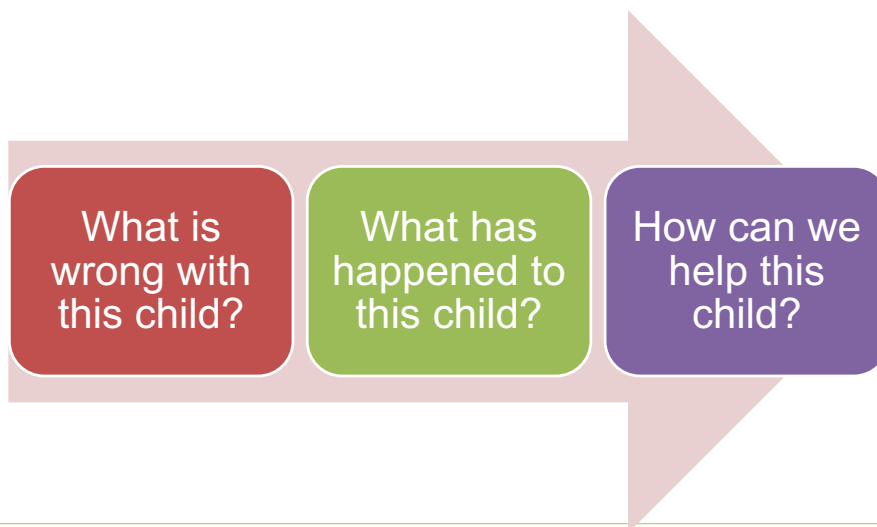 What is
wrong with
this child?
What has
happened to
this child?
How can we
help this
child?